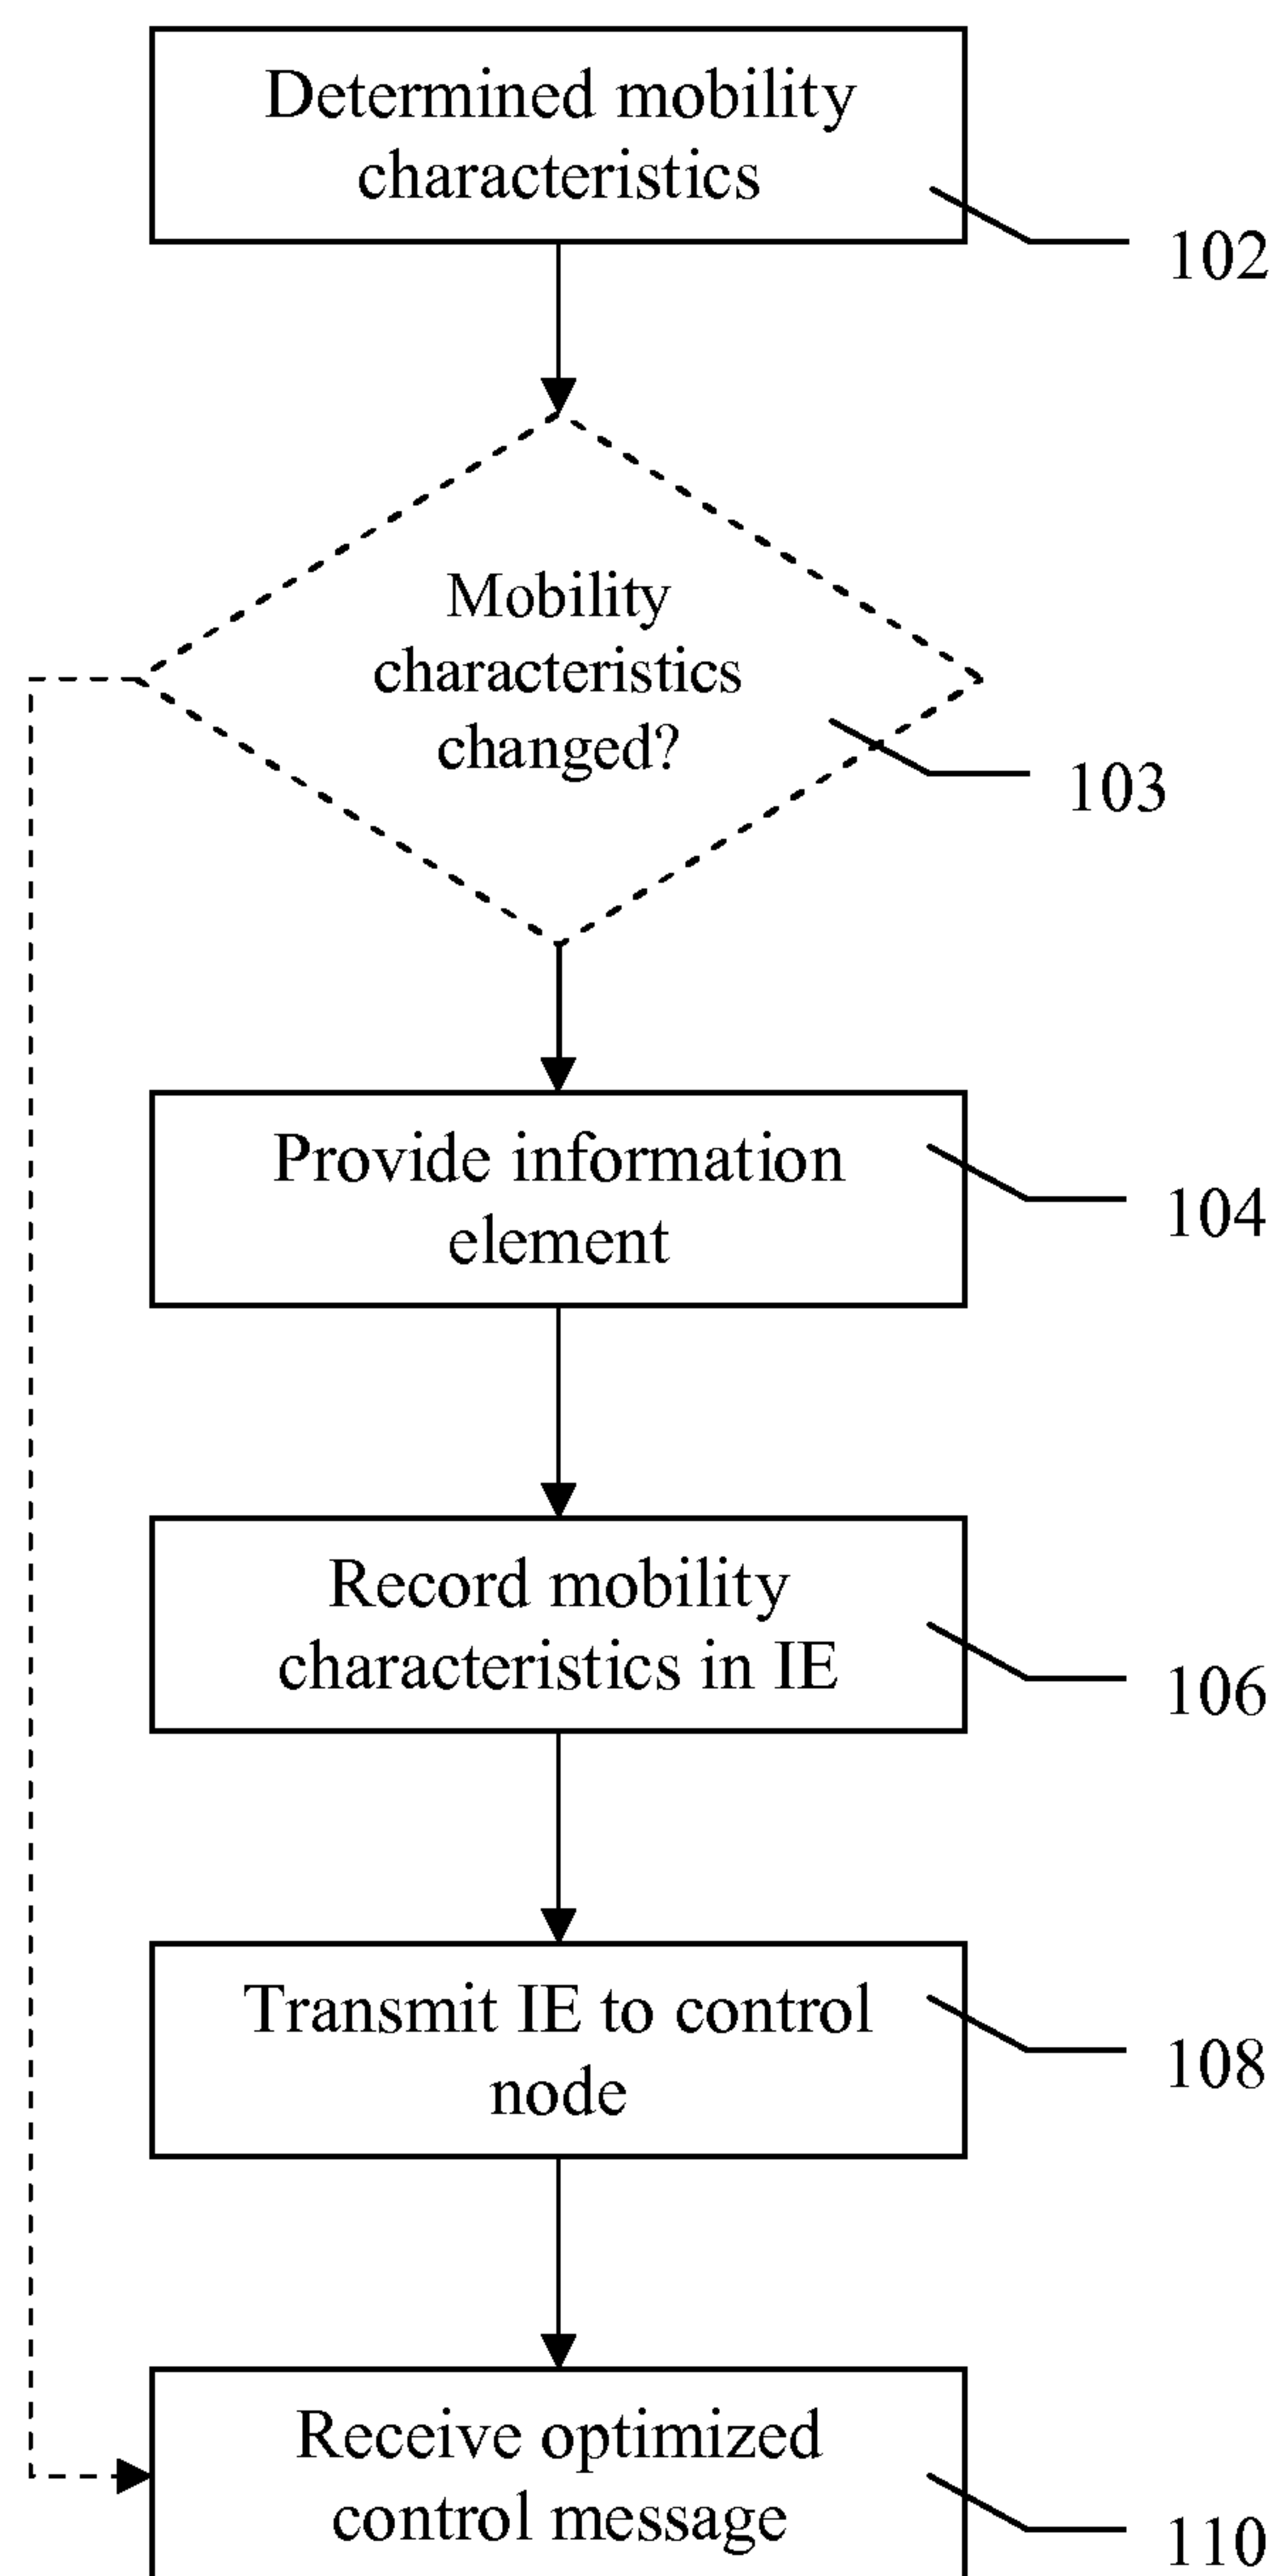 Determined mobility
characteristics
102
Mobility
characteristics
changed?
103
Provide information
element
104
Record mobility
characteristics in IE
106
Transmit IE to control
node
108
Receive optimized
control message
110